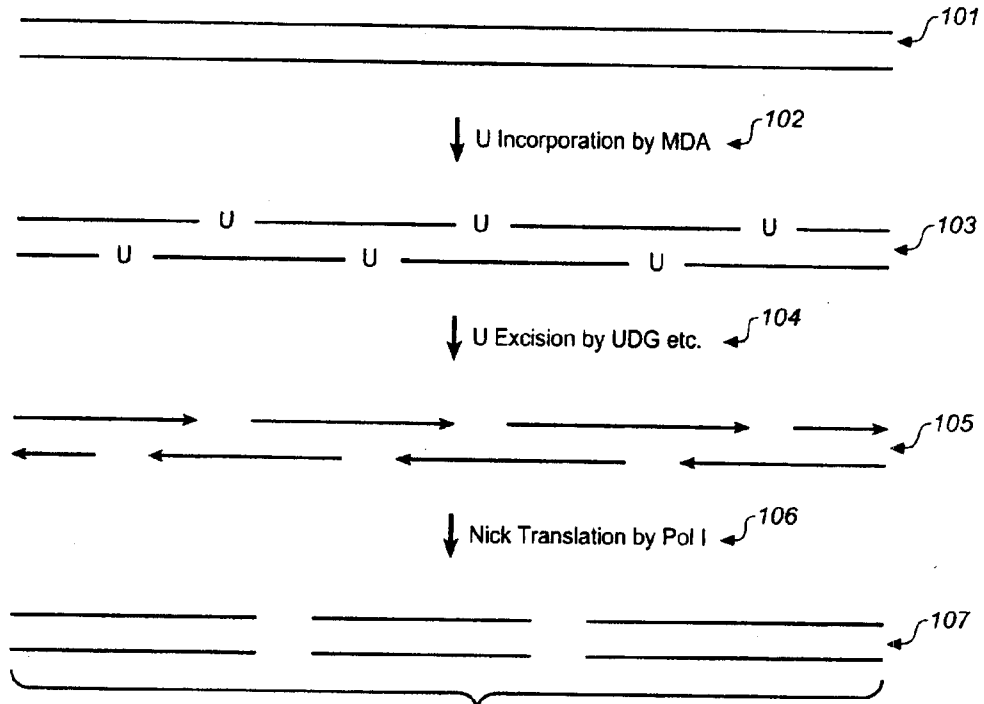 101
U Incorporation by MDA 102
U U U
103
U U U
U Excision by UDG etc. 104
105
Nick Translation by Pol I 106
107